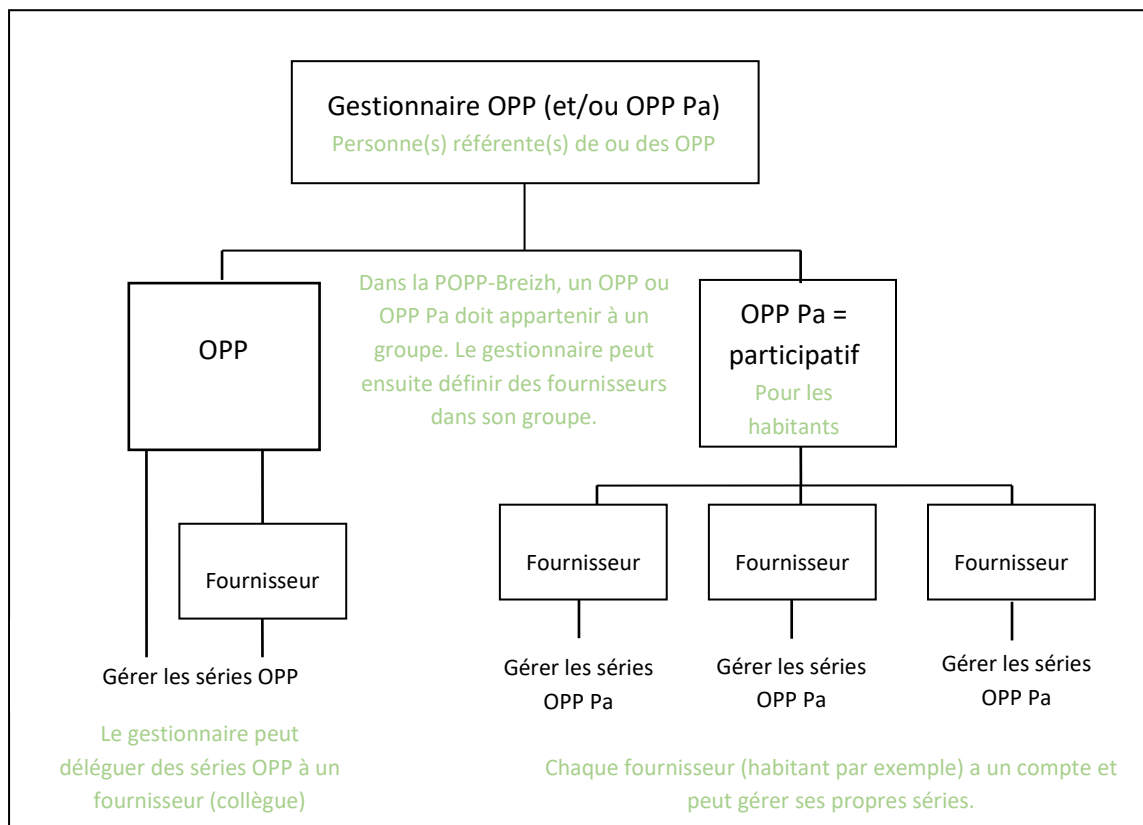 Gestionnaire OPP (et/ou OPP Pa)
Personne(s) référente(s) de ou des OPP
OPP
Dans la POPP-Breizh, un OPP ou
OPP Pa doit appartenir à un
groupe. Le gestionnaire peut
ensuite définir des fournisseurs
dans son groupe.
OPP Pa =
participatif
Pour les
habitants
Fournisseur
Gérer les séries OPP
Le gestionnaire peut
déléguer des séries OPP à un
fournisseur (collègue)
Fournisseur
Gérer les séries
OPP Pa
Fournisseur
Gérer les séries
OPP Pa
Fournisseur
Gérer les séries
OPP Pa
Chaque fournisseur (habitant par exemple) a un compte et
peut gérer ses propres séries.